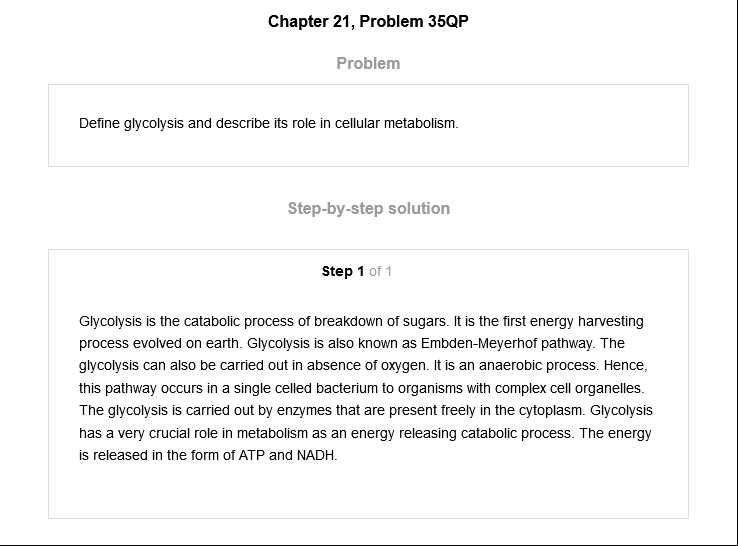 Chapter 21, Problem 35QP
Problem
Define glycolysis and describe its role in cellular metabolism.
Step-by-step solution
Step 1 of 1
Glycolysis is the catabolic process of breakdown of sugars. It is the first energy harvesting
process evolved on earth. Glycolysis is also known as Embden-Meyerhof pathway. The
glycolysis can also be carried out in absence of oxygen. It is an anaerobic process. Hence,
this pathway occurs in a single celled bacterium to organisms with complex cell organelles.
The glycolysis is carried out by enzymes that are present freely in the cytoplasm. Glycolysis
has a very crucial role in metabolism as an energy releasing catabolic process. The energy
is released in the form of ATP and NADH.